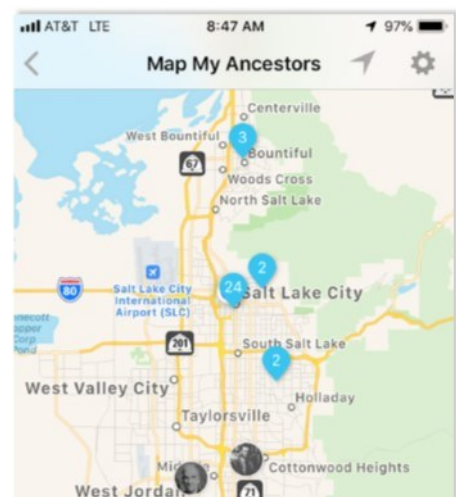 AT&T LTE 8:47 AM 97%
Map My Ancestors
Centerville
West Bountiful
3
Bountiful
67
Woods Cross
North Salt Lake
2
80
Salt Lake City
International
Airport (SLC)
24
Salt Lake City
201
South Salt Lake
2
West Valley City
Holladay
Taylorsville
Cottonwood Heights
West Jordan
71